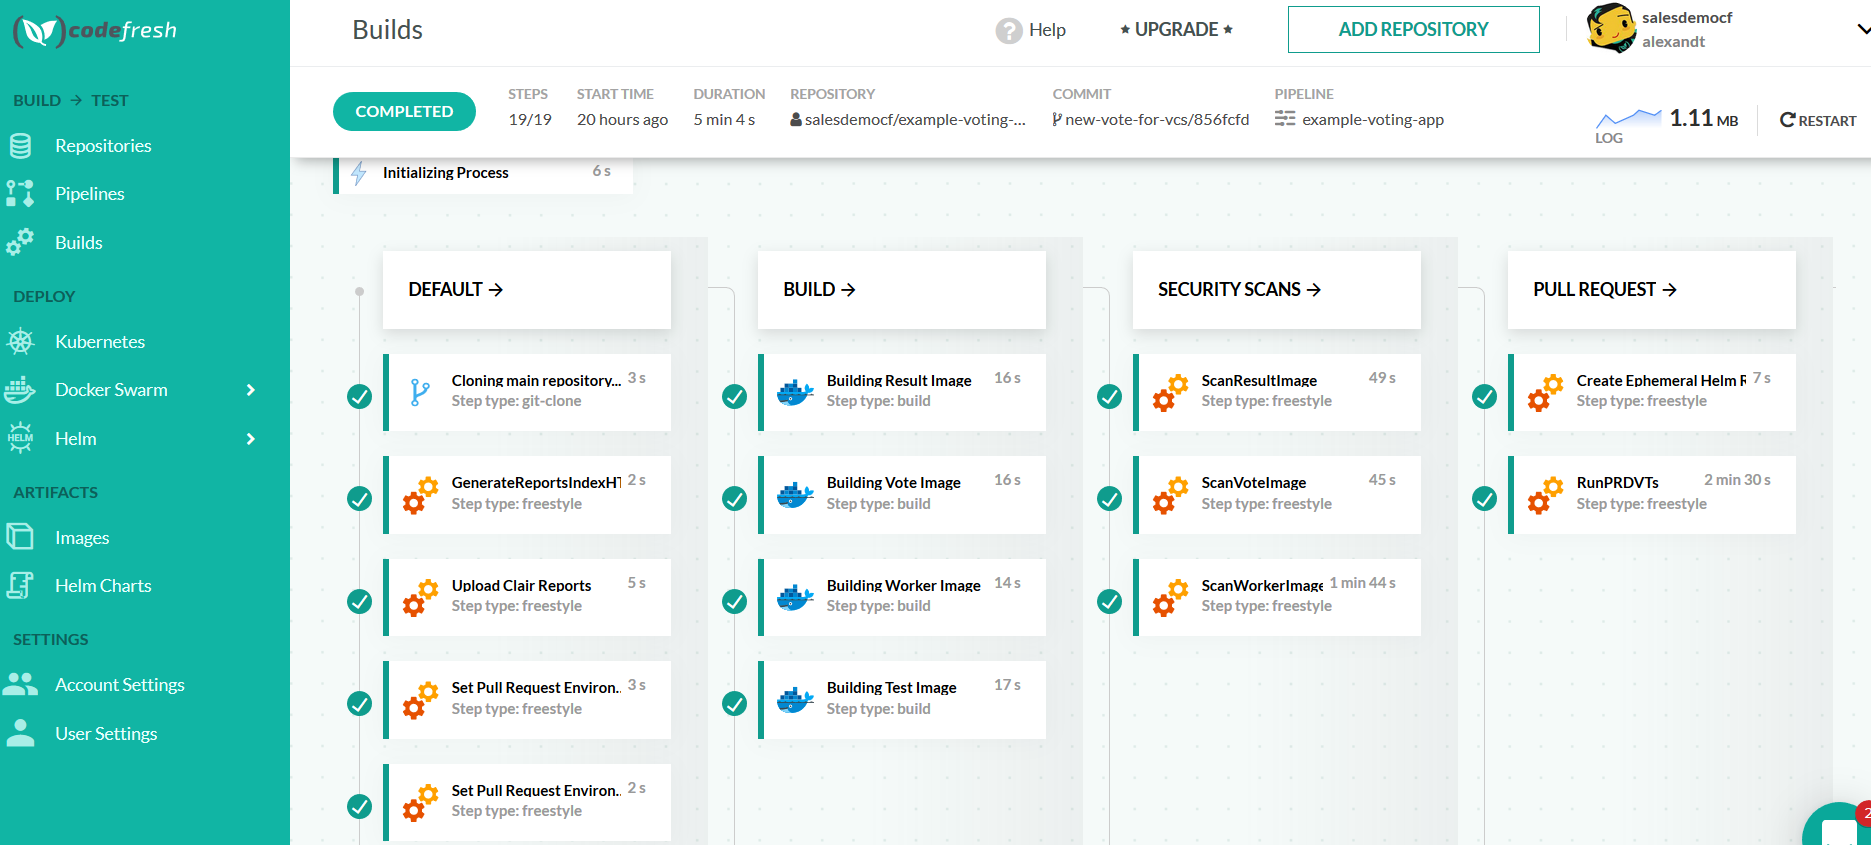 codefresh
BUILD → TEST
Repositories
Pipelines
Builds
DEPLOY
Kubernetes
Docker Swarm
HELM
Helm
ARTIFACTS
Images
Helm Charts
SETTINGS
Account Settings
User Settings
Builds
? Help
★ UPGRADE ★
ADD REPOSITORY
salesdemocf
alexandt
COMPLETED
STEPS
19/19
START TIME
20 hours ago
DURATION
5 min 4 s
REPOSITORY
salesdemocf/example-voting-...
COMMIT
new-vote-for-vcs/856fcfd
PIPELINE
example-voting-app
LOG
1.11 MB
RESTART
Initializing Process
6 s
DEFAULT →
Cloning main repository...
3 s
Step type: git-clone
GenerateReportsIndexHT
2 s
Step type: freestyle
Upload Clair Reports
5 s
Step type: freestyle
Set Pull Request Environ..
3 s
Step type: freestyle
Set Pull Request Environ..
2 s
Step type: freestyle
BUILD →
Building Result Image
16 s
Step type: build
Building Vote Image
16 s
Step type: build
Building Worker Image
14 s
Step type: build
Building Test Image
17 s
Step type: build
SECURITY SCANS →
ScanResultImage
49 s
Step type: freestyle
ScanVoteImage
45 s
Step type: freestyle
ScanWorkerImage
1 min 44 s
Step type: freestyle
PULL REQUEST →
Create Ephemeral Helm R
7 s
Step type: freestyle
RunPRDVTs
2 min 30 s
Step type: freestyle
2